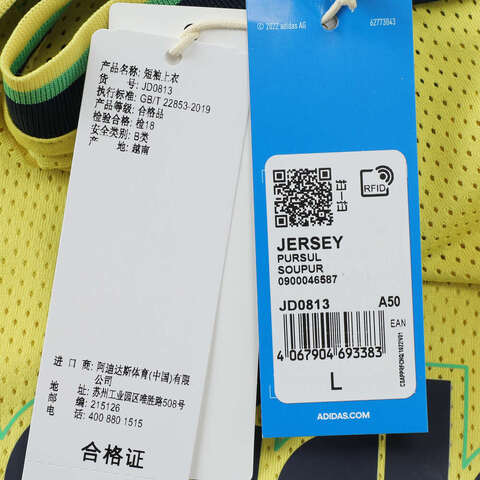 产品名称: 短袖上衣
货 号: JD0813
执行标准: GB/T 22853-2019
产品等级: 合格品
检验合格: 检18
安全类别: B类
产 地: 越南
进 口 商: 阿迪达斯体育(中国)有限公司
地 址: 苏州工业园区唯胜路508号
邮 编: 215126
电 话: 400 880 1515
合格证
© 2022 adidas AG
62773043
RFID
JERSEY
PURSUL
SOUPUR
0900046587
JD0813 A50
EAN
4 067904 693383
L
ADIDAS.COM